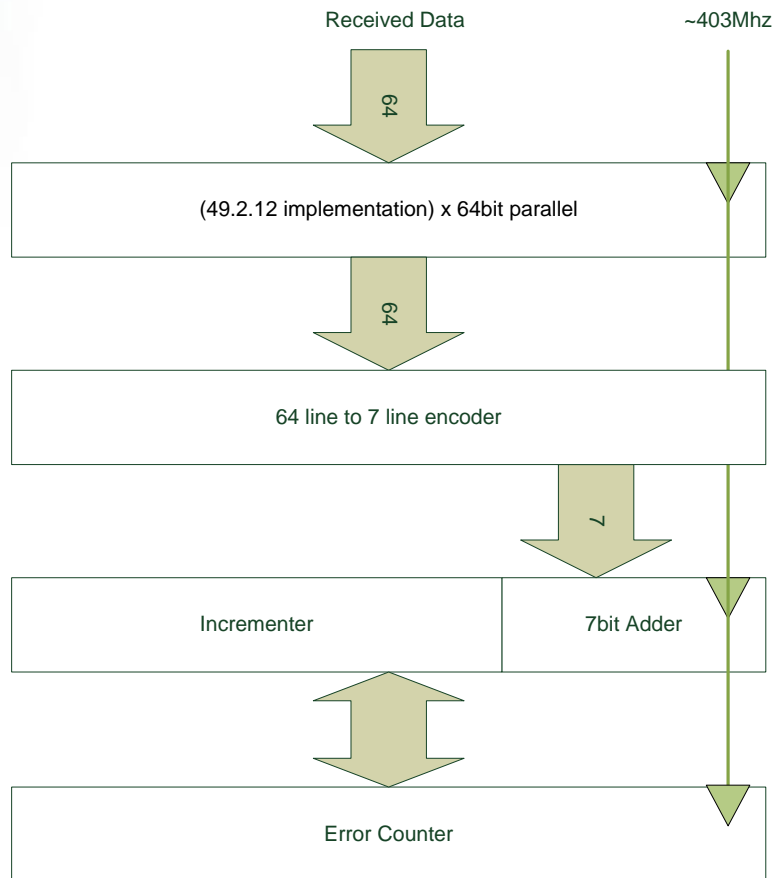 Received Data
~403Mhz
64
(49.2.12 implementation) x 64bit parallel
64
64 line to 7 line encoder
7
Incrementer
7bit Adder
Error Counter